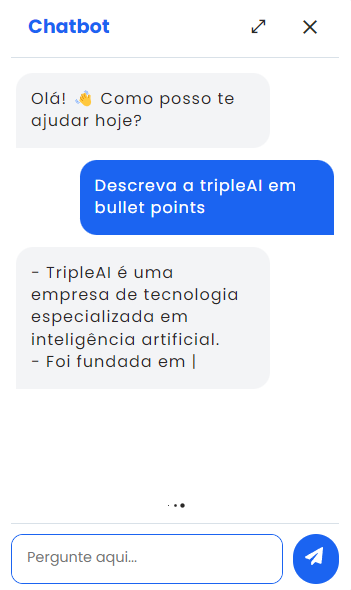 Chatbot
Olá! 👋 Como posso te
ajudar hoje?
Descreva a tripleAI em
bullet points
- TripleAI é uma
empresa de tecnologia
especializada em
inteligência artificial.
- Foi fundada em |
Pergunte aqui...